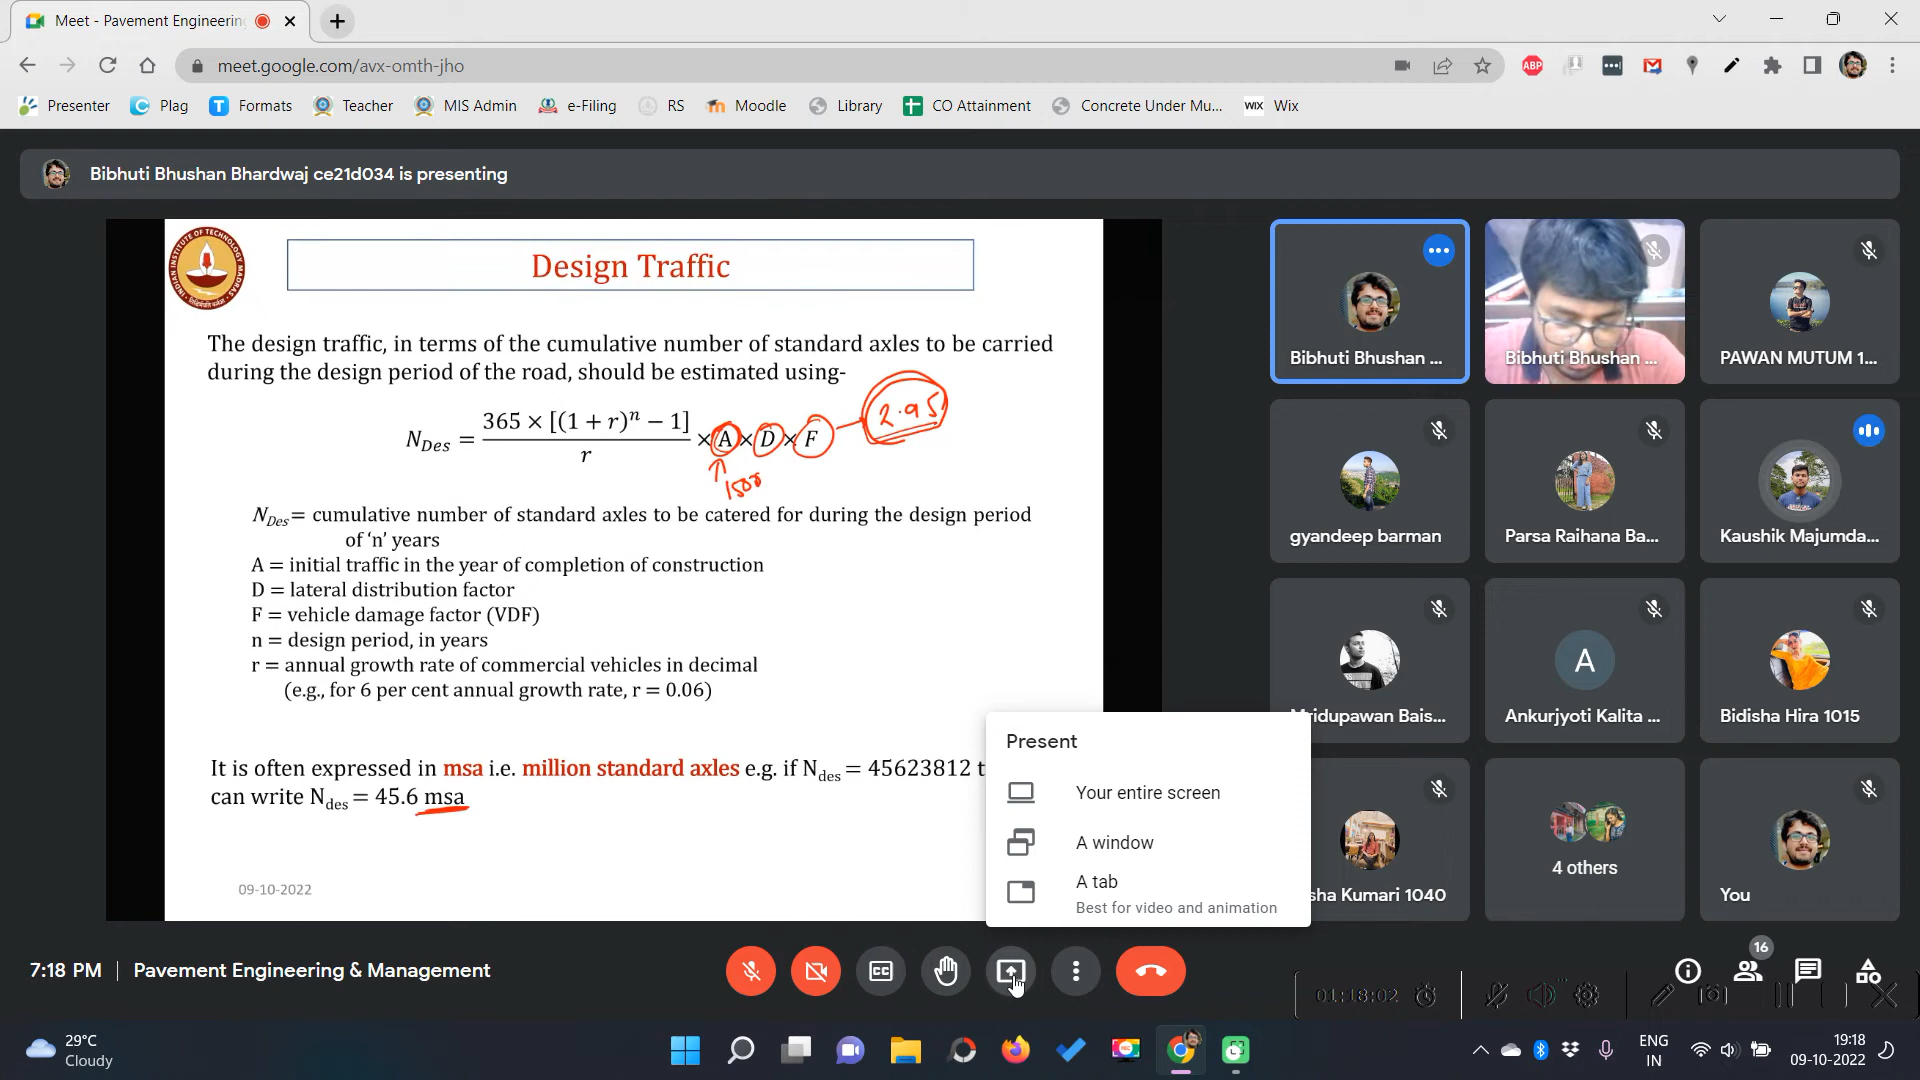 Meet - Pavement Engineerin
meet.google.com/avx-omth-jho
ABP
Presenter
Plag
Formats
Teacher
MIS Admin
e-Filing
RS
Moodle
Library
CO Attainment
Concrete Under Mu...
WIX Wix
Bibhuti Bhushan Bhardwaj ce21d034 is presenting
INDIAN INSTITUTE OF TECHNOLOGY MADRAS
Design Traffic
The design traffic, in terms of the cumulative number of standard axles to be carried
during the design period of the road, should be estimated using-
N_Des = 365 × [(1 + r)^n − 1] / r × A × D × F
2.95
1500
N_Des= cumulative number of standard axles to be catered for during the design period
of ‘n’ years
A = initial traffic in the year of completion of construction
D = lateral distribution factor
F = vehicle damage factor (VDF)
n = design period, in years
r = annual growth rate of commercial vehicles in decimal
(e.g., for 6 per cent annual growth rate, r = 0.06)
It is often expressed in msa i.e. million standard axles e.g. if N_des = 45623812 t
can write N_des = 45.6 msa
09-10-2022
Present
Your entire screen
A window
A tab
Best for video and animation
Bibhuti Bhushan ...
Bibhuti Bhushan ...
PAWAN MUTUM 1...
gyandeep barman
Parsa Raihana Ba...
Kaushik Majumda...
Mridupawan Bais...
A
Ankurjyoti Kalita ...
Bidisha Hira 1015
sha Kumari 1040
4 others
You
7:18 PM | Pavement Engineering & Management
CC
16
01:18:02
29°C
Cloudy
ENG
IN
19:18
09-10-2022